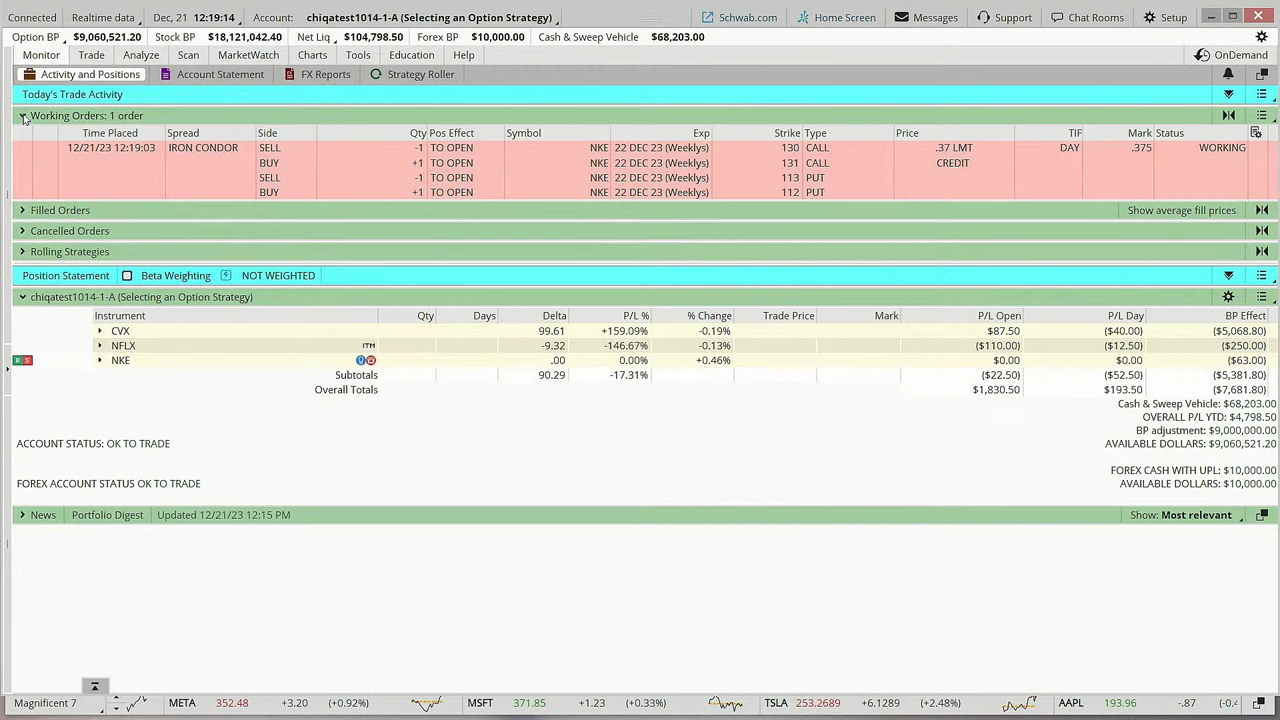 Connected Realtime data Dec, 21 12:19:14 Account: chiqatest1014-1-A (Selecting an Option Strategy) Schwab.com Home Screen Messages Support Chat Rooms Setup
Option BP $9,060,521.20 Stock BP $18,121,042.40 Net Liq $104,798.50 Forex BP $10,000.00 Cash & Sweep Vehicle $68,203.00
Monitor Trade Analyze Scan MarketWatch Charts Tools Education Help OnDemand
Activity and Positions Account Statement FX Reports Strategy Roller
Today's Trade Activity
Working Orders: 1 order
Time Placed Spread Side Qty Pos Effect Symbol Exp Strike Type Price TIF Mark Status
12/21/23 12:19:03 IRON CONDOR SELL -1 TO OPEN NKE 22 DEC 23 (Weeklys) 130 CALL .37 LMT DAY .375 WORKING
BUY +1 TO OPEN NKE 22 DEC 23 (Weeklys) 131 CALL CREDIT
SELL -1 TO OPEN NKE 22 DEC 23 (Weeklys) 113 PUT
BUY +1 TO OPEN NKE 22 DEC 23 (Weeklys) 112 PUT
Filled Orders Show average fill prices
Cancelled Orders
Rolling Strategies
Position Statement Beta Weighting NOT WEIGHTED
chiqatest1014-1-A (Selecting an Option Strategy)
Instrument Qty Days Delta P/L % % Change Trade Price Mark P/L Open P/L Day BP Effect
CVX 99.61 +159.09% -0.19% $87.50 ($40.00) ($5,068.80)
NFLX ITM -9.32 -146.67% -0.13% ($110.00) ($12.50) ($250.00)
B S NKE .00 0.00% +0.46% $0.00 $0.00 ($63.00)
Subtotals 90.29 -17.31% ($22.50) ($52.50) ($5,381.80)
Overall Totals $1,830.50 $193.50 ($7,681.80)
Cash & Sweep Vehicle: $68,203.00
OVERALL P/L YTD: $4,798.50
BP adjustment: $9,000,000.00
ACCOUNT STATUS: OK TO TRADE AVAILABLE DOLLARS: $9,060,521.20
FOREX CASH WITH UPL: $10,000.00
FOREX ACCOUNT STATUS OK TO TRADE AVAILABLE DOLLARS: $10,000.00
News Portfolio Digest Updated 12/21/23 12:15 PM Show: Most relevant
Magnificent 7 META 352.48 +3.20 (+0.92%) MSFT 371.85 +1.23 (+0.33%) TSLA 253.2689 +6.1289 (+2.48%) AAPL 193.96 -.87 (-0.